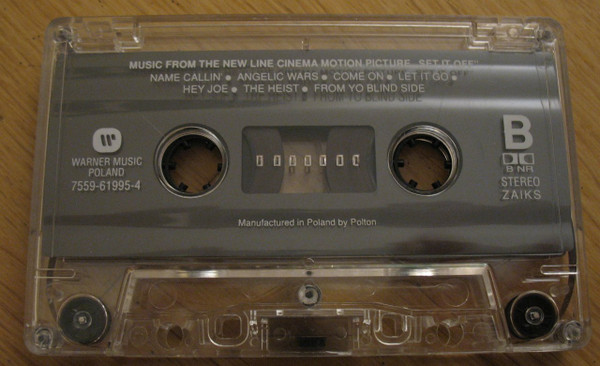 MUSIC FROM THE NEW LINE CINEMA MOTION PICTURE „SET IT OFF"
NAME CALLIN' • ANGELIC WARS • COME ON • LET IT GO
HEY JOE • THE HEIST • FROM YO BLIND SIDE
WARNER MUSIC
POLAND
7559-61995-4
B
B NR
STEREO
ZAIKS
Manufactured in Poland by Polton